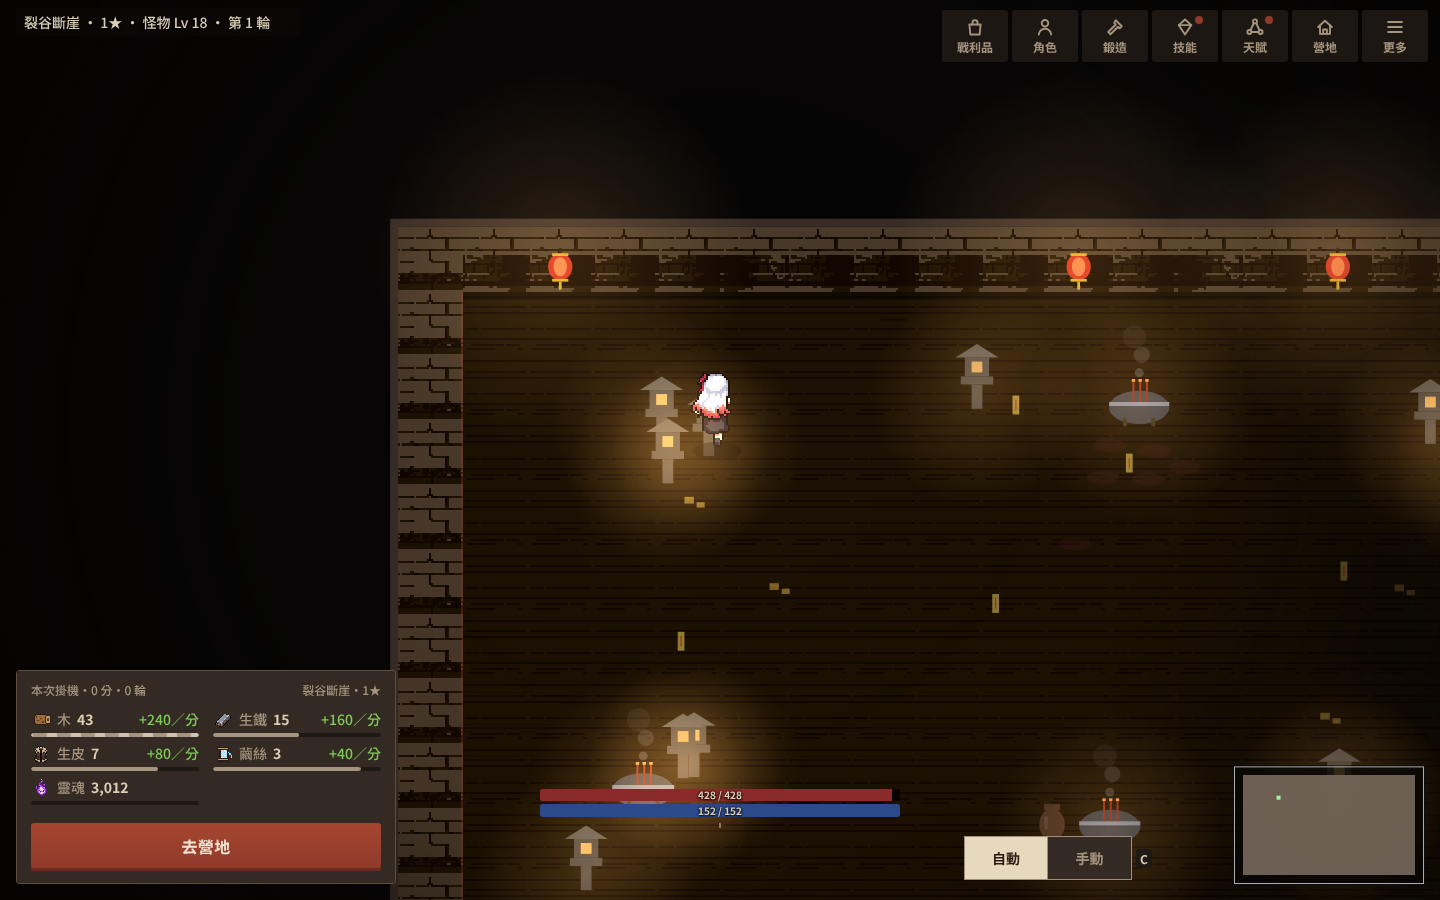 裂谷斷崖 · 1★ · 怪物 Lv 18 · 第 1 輪
戰利品
角色
鍛造
技能
天賦
營地
更多
本次掛機・0 分・0 輪
裂谷斷崖・1★
木 43 +240／分
生鐵 15 +160／分
生皮 7 +80／分
繭絲 3 +40／分
靈魂 3,012
去營地
428 / 428
152 / 152
自動
手動
C